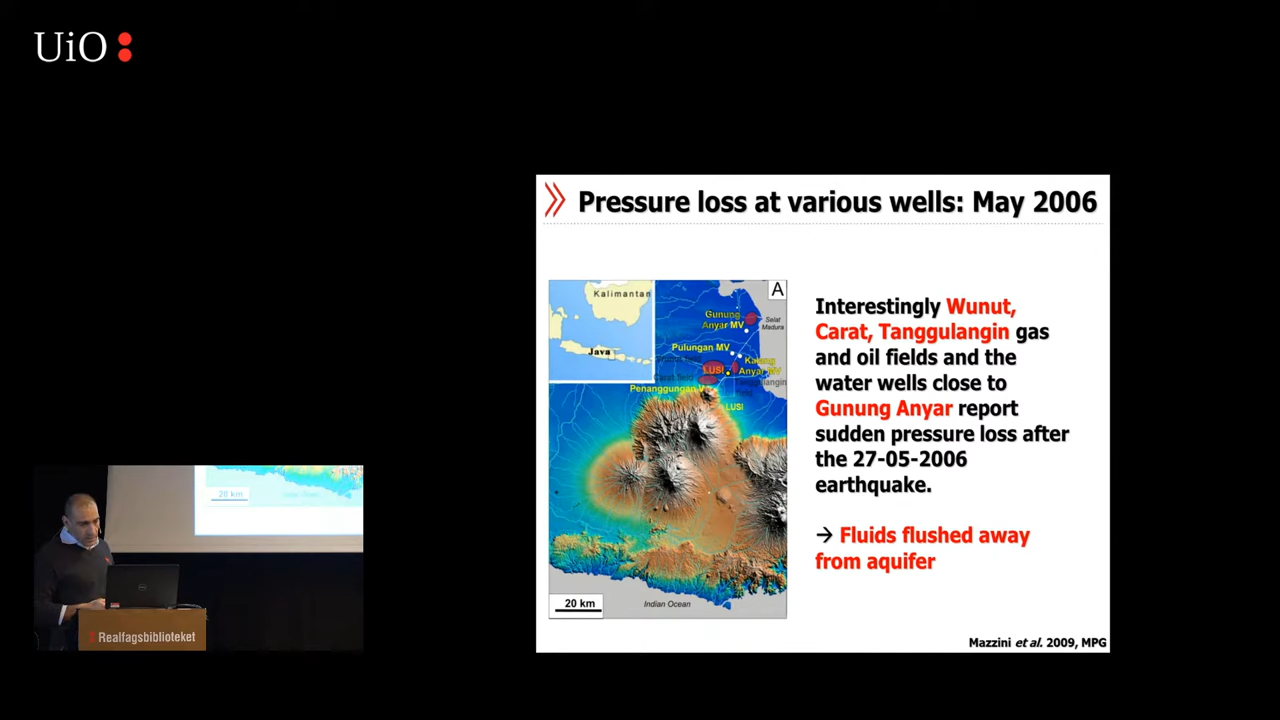 UiO
Pressure loss at various wells: May 2006
A
Kalimantan
Java
Gunung
Anyar MV
Selat
Madura
Pulungan MV
Kalang
Anyar MV
LUSI
Carat field
Tanggulangin
Penanggungan V
LUSI
20 km
Indian Ocean
Interestingly Wunut,
Carat, Tanggulangin gas
and oil fields and the
water wells close to
Gunung Anyar report
sudden pressure loss after
the 27-05-2006
earthquake.
→ Fluids flushed away
from aquifer
Mazzini et al. 2009, MPG
20 km
Realfagsbiblioteket